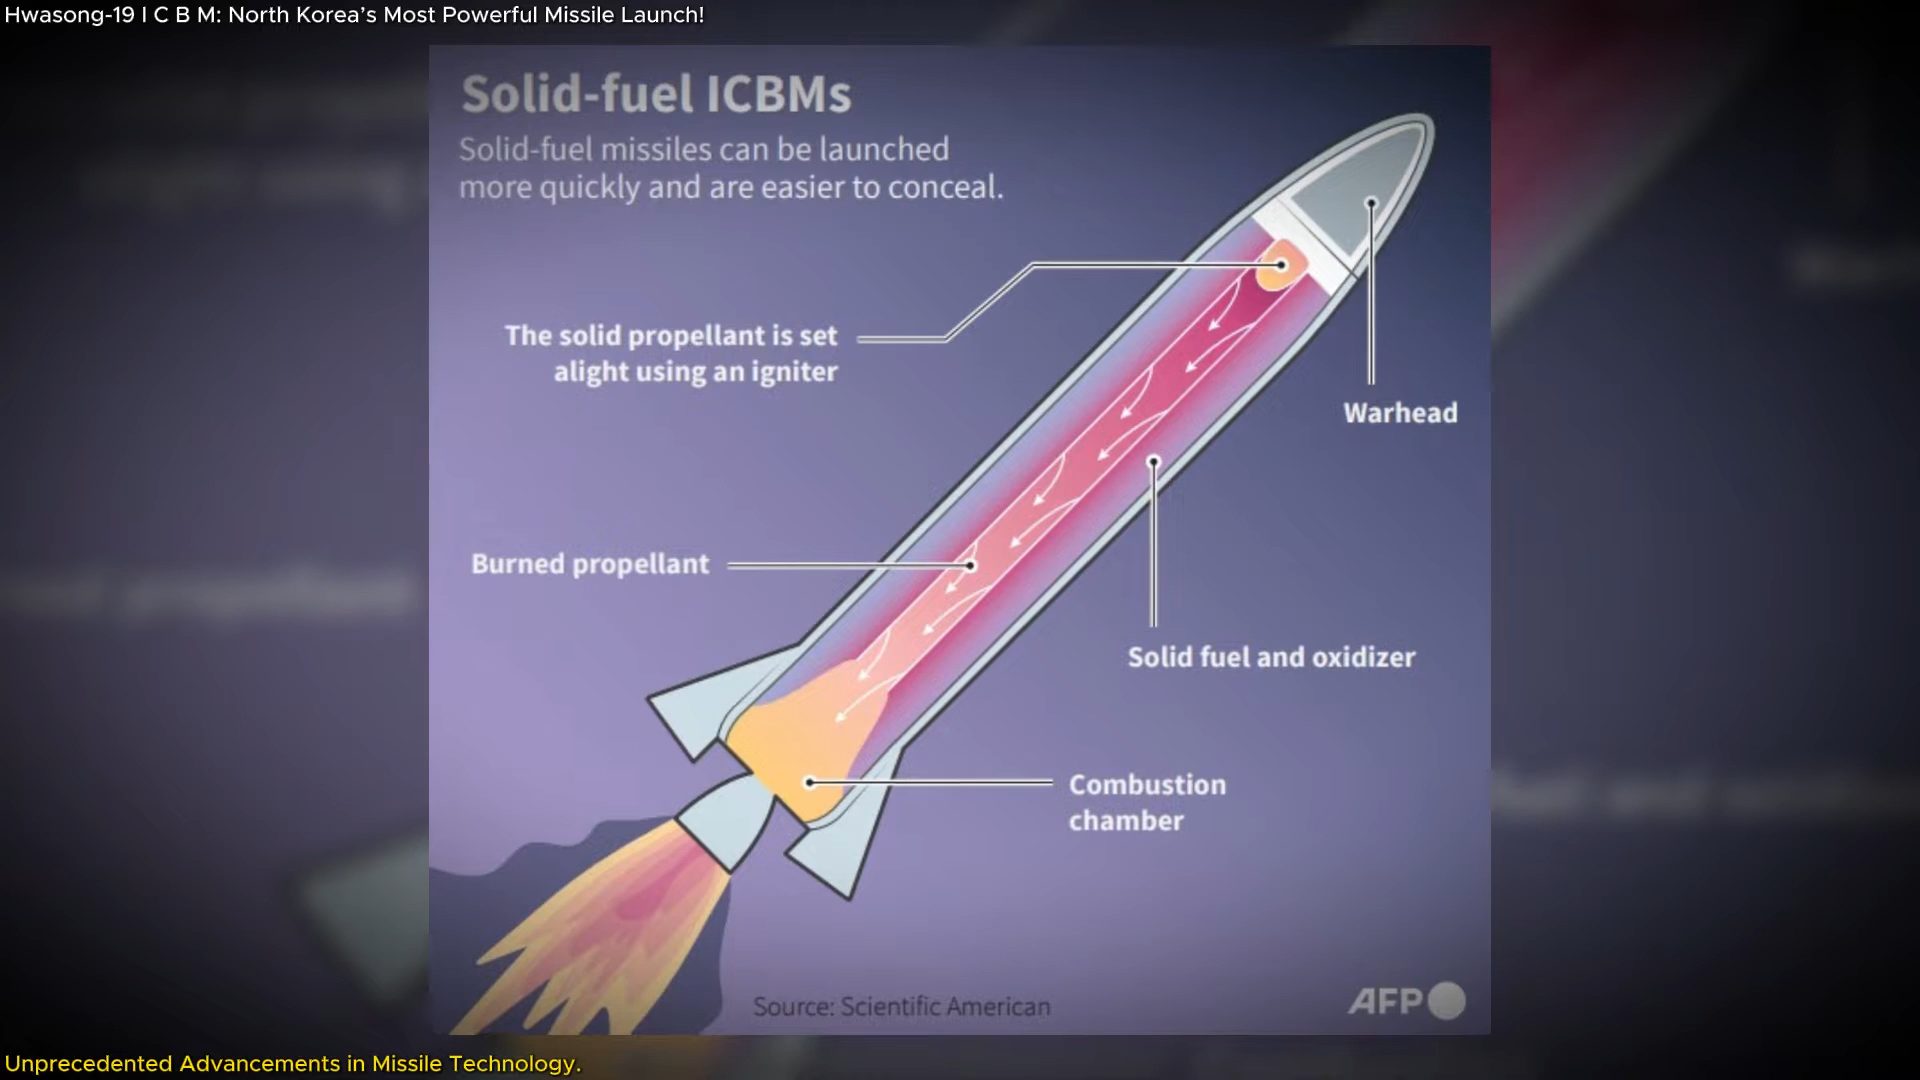 Hwasong-19 I C B M: North Korea’s Most Powerful Missile Launch!
Solid-fuel ICBMs
Solid-fuel missiles can be launched
more quickly and are easier to conceal.
The solid propellant is set
alight using an igniter
Warhead
Burned propellant
Solid fuel and oxidizer
Combustion
chamber
Source: Scientific American
AFP
Unprecedented Advancements in Missile Technology.